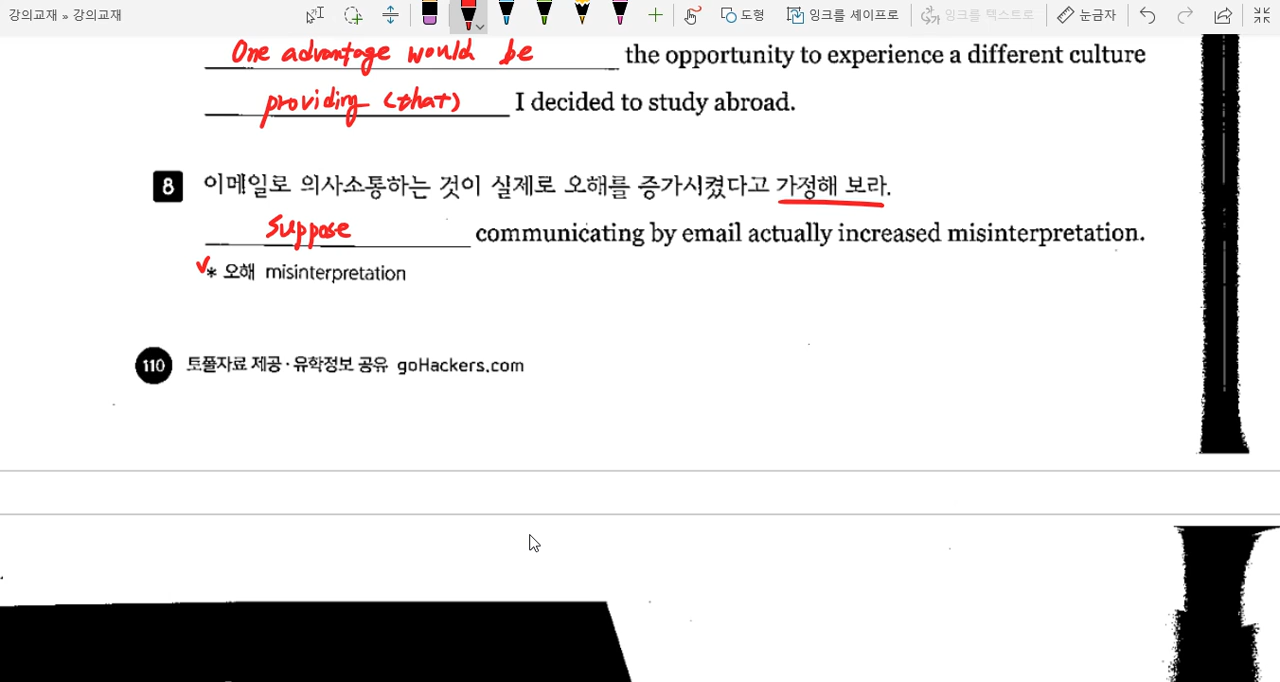 강의교재 » 강의교재 도형 잉크를 셰이프로 잉크를 텍스트로 눈금자
One advantage would be the opportunity to experience a different culture
providing (that) I decided to study abroad.
8 이메일로 의사소통하는 것이 실제로 오해를 증가시켰다고 가정해 보라.
Suppose communicating by email actually increased misinterpretation.
* 오해 misinterpretation
110 토플자료 제공 · 유학정보 공유 goHackers.com